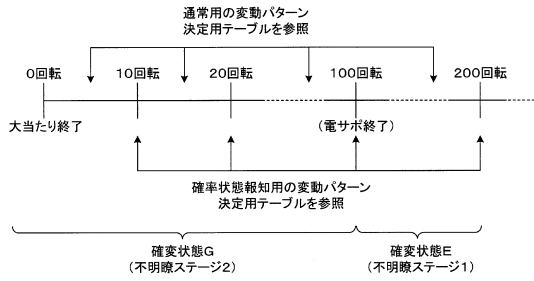 通常用の変動パターン
決定用テーブルを参照
0回転
10回転
20回転
100回転
200回転
大当たり終了
(電サポ終了)
確率状態報知用の変動パターン
決定用テーブルを参照
確変状態G
(不明瞭ステージ2)
確変状態E
(不明瞭ステージ1)